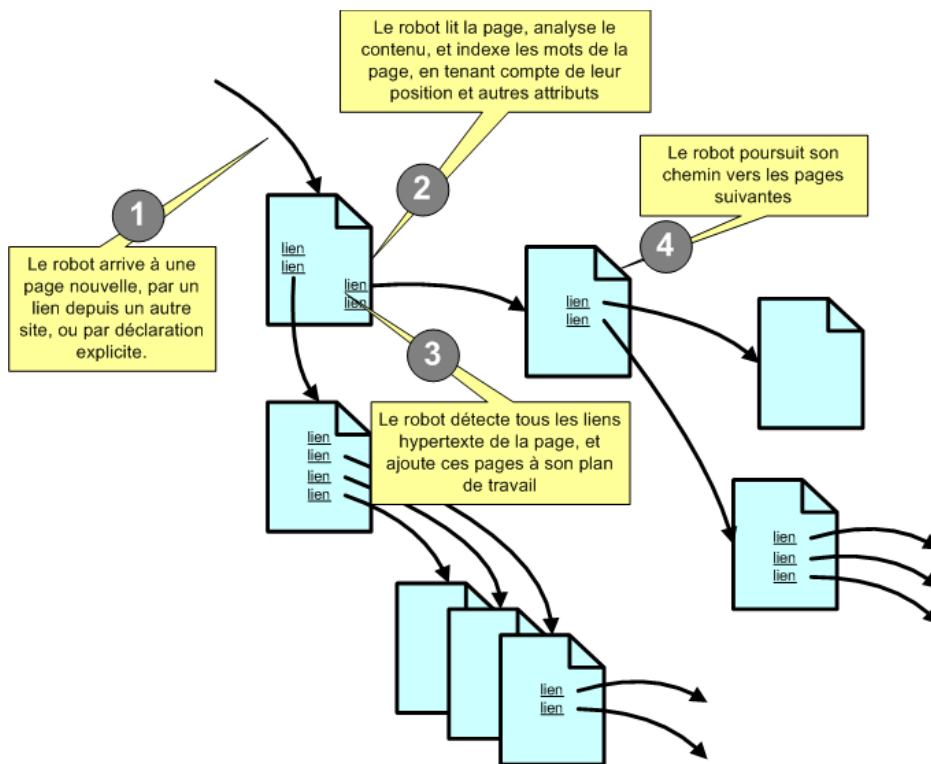 Le robot lit la page, analyse le
contenu, et indexe les mots de la
page, en tenant compte de leur
position et autres attributs
Le robot poursuit son
chemin vers les pages
suivantes
2
1
4
Le robot arrive à une
page nouvelle, par un
lien depuis un autre
site, ou par déclaration
explicite.
lien
lien
lien
lien
lien
lien
3
Le robot détecte tous les liens
hypertexte de la page, et
ajoute ces pages à son plan
de travail
lien
lien
lien
lien
lien
lien
lien
lien
lien